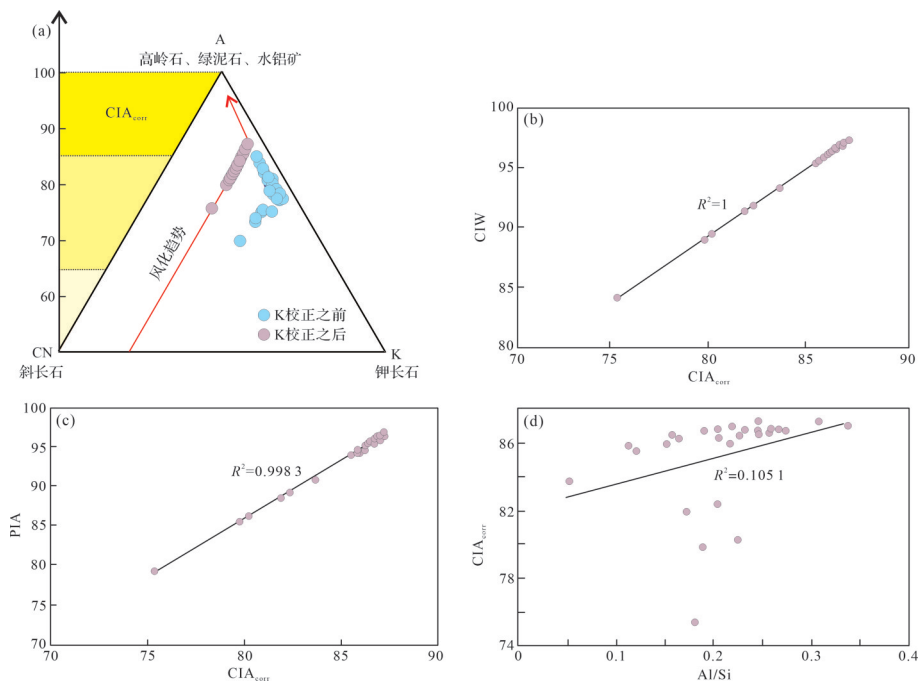 (a)
A
高岭石、绿泥石、水铝矿
100
90
80
70
60
CN
CIAcorr
风化趋势
K校正之前
K校正之后
斜长石
K
钾长石
(b)
CIW
100
95
90
85
80
R²=1
70
75
80
85
90
CIAcorr
(c)
PIA
100
95
90
85
80
75
70
R²=0.998 3
70
75
80
85
90
CIAcorr
(d)
CIAcorr
86
82
78
74
R²=0.105 1
0
0.1
0.2
0.3
0.4
Al/Si